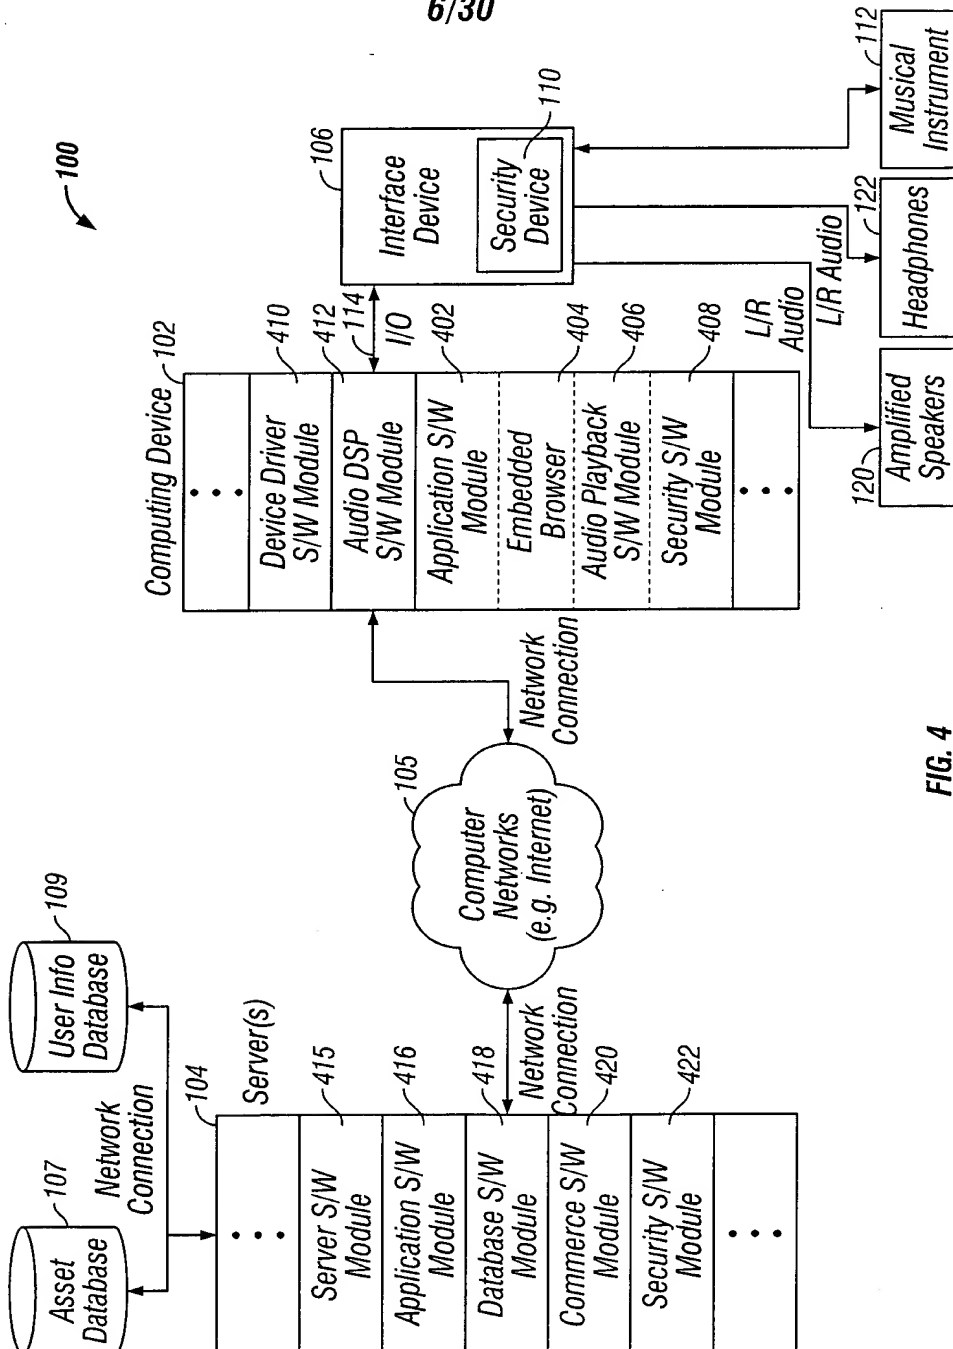 6/30
100
107
Asset
Database
109
User Info
Database
Network
Connection
104
Server(s)
Server S/W
Module
415
Application S/W
Module
416
Database S/W
Module
418
Commerce S/W
Module
420
Security S/W
Module
422
Network
Connection
105
Computer
Networks
(e.g. Internet)
Network
Connection
Computing Device
102
Device Driver
S/W Module
410
Audio DSP
S/W Module
412
Application S/W
Module
402
Embedded
Browser
404
Audio Playback
S/W Module
406
Security S/W
Module
408
114
I/O
106
Interface
Device
Security
Device
110
L/R
Audio
L/R Audio
120
Amplified
Speakers
122
Headphones
112
Musical
Instrument
FIG. 4